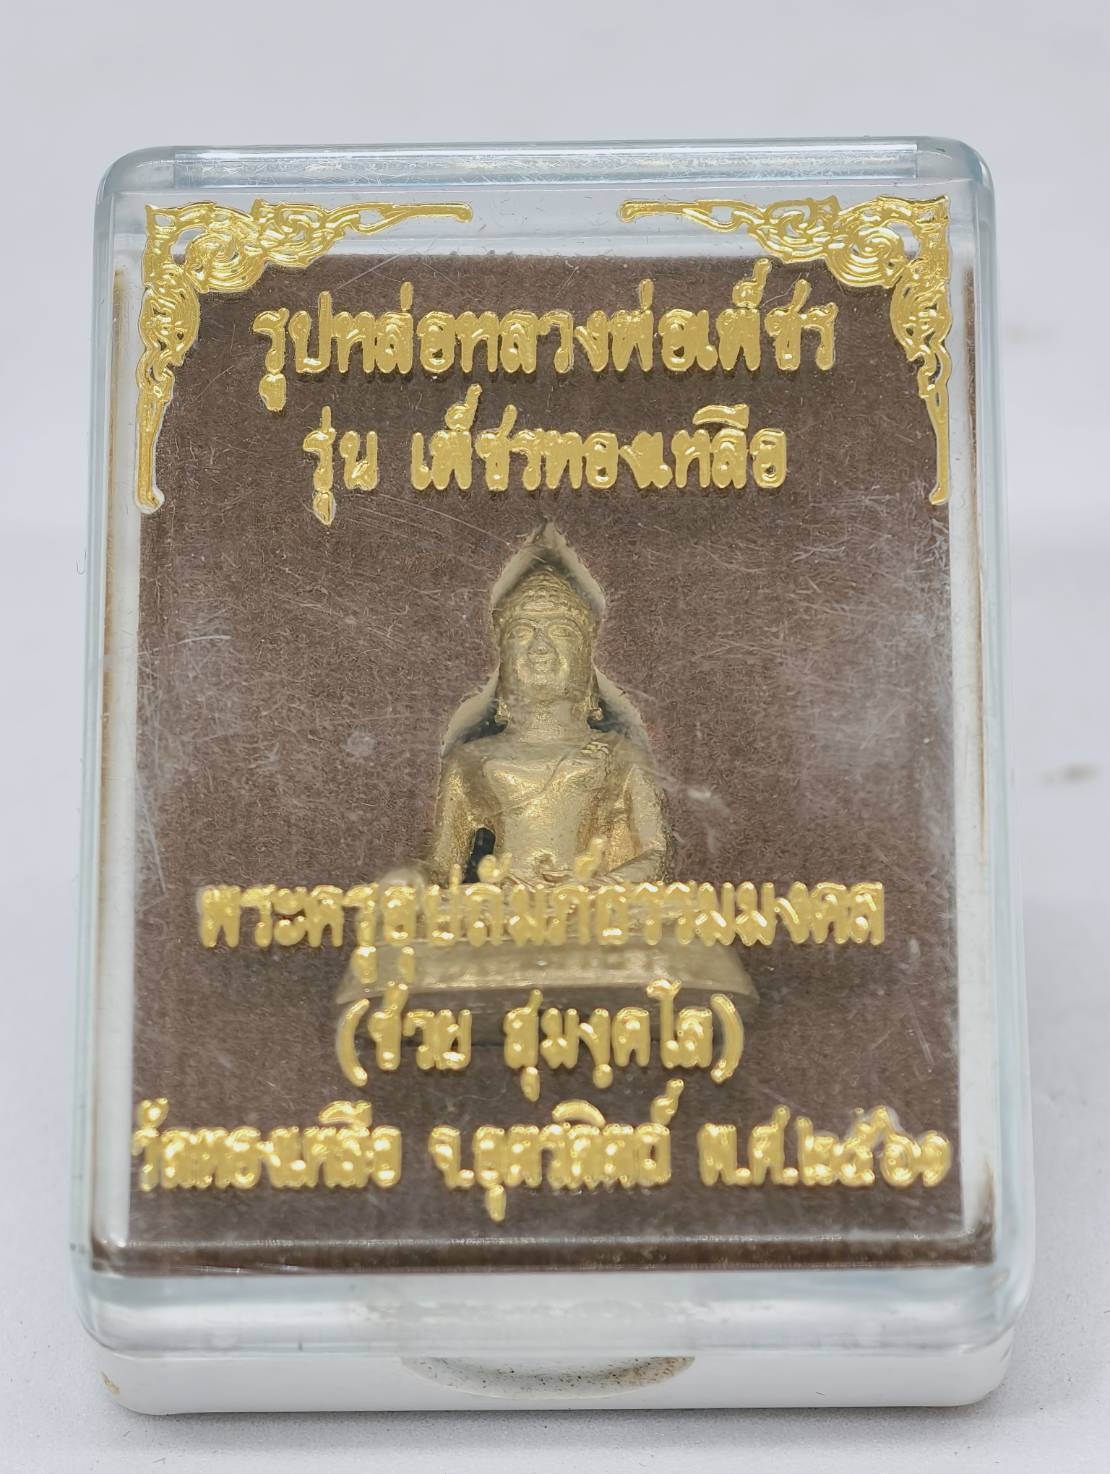 รูปหล่อหลวงพ่อเพ็ชร
รุ่น เพ็ชรทองเหลือ
พระครูอุปถัมภ์ธรรมมงคล
(ช่วย สุมงฺคโล)
วัดทองเหลือ จ.อุตรดิตถ์ พ.ศ.๒๕๖๑